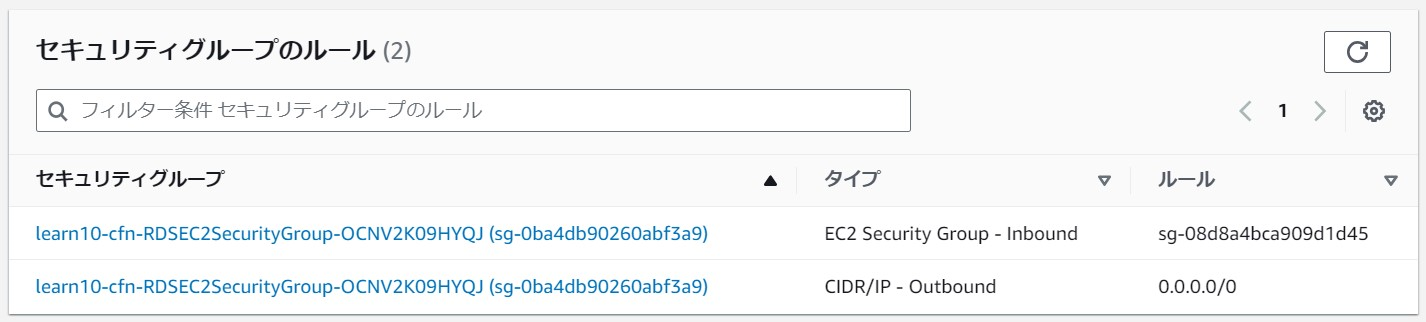 セキュリティグループのルール (2)
フィルター条件 セキュリティグループのルール
1
セキュリティグループ タイプ ルール
learn10-cfn-RDSEC2SecurityGroup-OCNV2K09HYQJ (sg-0ba4db90260abf3a9) EC2 Security Group - Inbound sg-08d8a4bca909d1d45
learn10-cfn-RDSEC2SecurityGroup-OCNV2K09HYQJ (sg-0ba4db90260abf3a9) CIDR/IP - Outbound 0.0.0.0/0